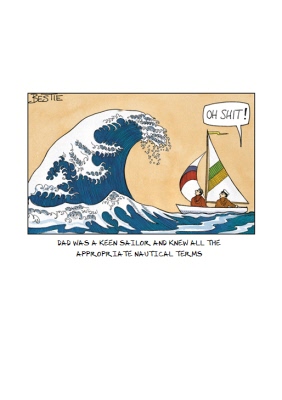 BESTIE
OH SHIT!
DAD WAS A KEEN SAILOR AND KNEW ALL THE
APPROPRIATE NAUTICAL TERMS